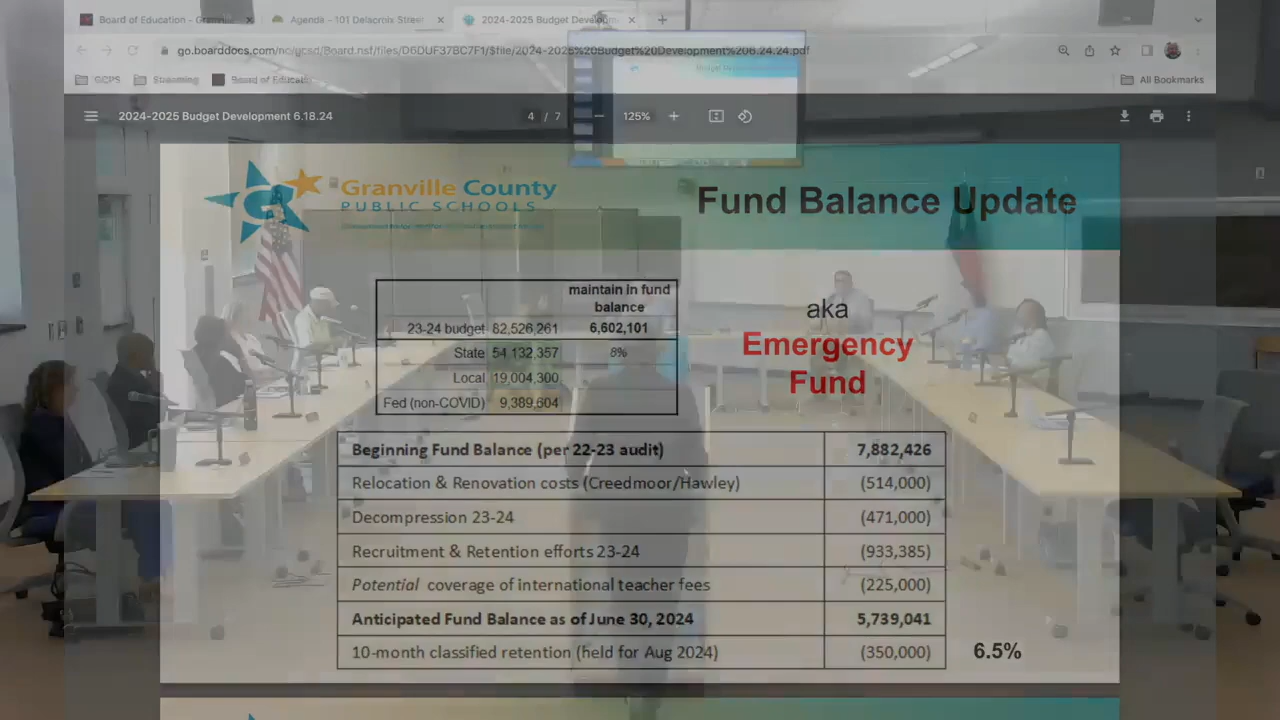 Board of Education - Granville
Agenda - 101 Delacroix Street
2024-2025 Budget Develop
go.boarddocs.com/nc/gcsd/Board.nsf/files/D6DUF37BC7F1/$file/2024-2025%20Budget%20Development%206.24.24.pdf
GCPS
Streaming
Board of Educati
All Bookmarks
2024-2025 Budget Development 6.18.24
4 / 7
125%
Granville County
PUBLIC SCHOOLS
Fund Balance Update
maintain in fund
balance
23-24 budget 82,526,261 6,602,101
State 54,132,357 8%
Local 19,004,300
Fed (non-COVID) 9,389,604
aka
Emergency
Fund
Beginning Fund Balance (per 22-23 audit) 7,882,426
Relocation & Renovation costs (Creedmoor/Hawley) (514,000)
Decompression 23-24 (471,000)
Recruitment & Retention efforts 23-24 (933,385)
Potential coverage of international teacher fees (225,000)
Anticipated Fund Balance as of June 30, 2024 5,739,041
10-month classified retention (held for Aug 2024) (350,000) 6.5%